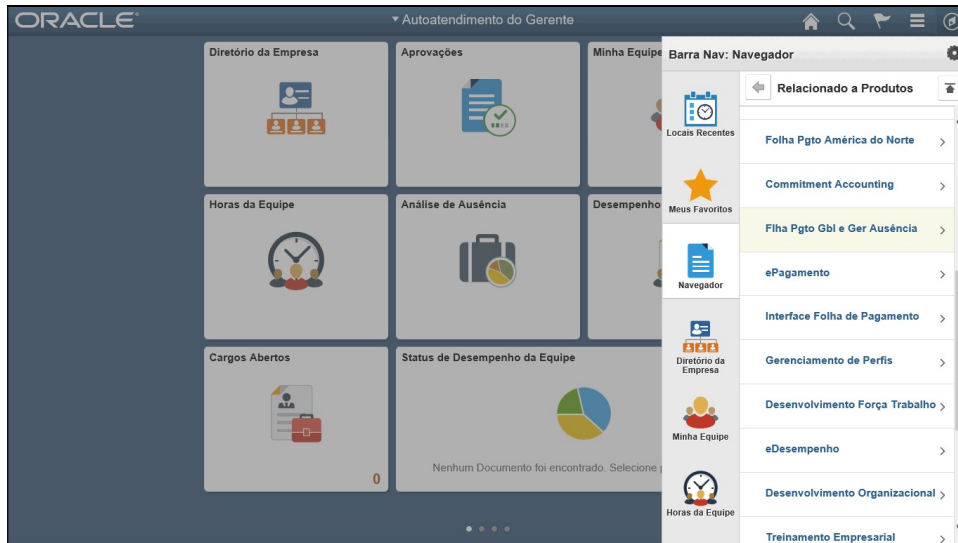 ORACLE
Autoatendimento do Gerente
Diretório da Empresa
Aprovações
Minha Equipe
Horas da Equipe
Análise de Ausência
Desempenho
Cargos Abertos
0
Status de Desempenho da Equipe
Nenhum Documento foi encontrado. Selecione
Barra Nav: Navegador
Locais Recentes
Meus Favoritos
Navegador
Diretório da
Empresa
Minha Equipe
Horas da Equipe
Relacionado a Produtos
Folha Pgto América do Norte
Commitment Accounting
Flha Pgto Gbl e Ger Ausência
ePagamento
Interface Folha de Pagamento
Gerenciamento de Perfis
Desenvolvimento Força Trabalho
eDesempenho
Desenvolvimento Organizacional
Treinamento Empresarial